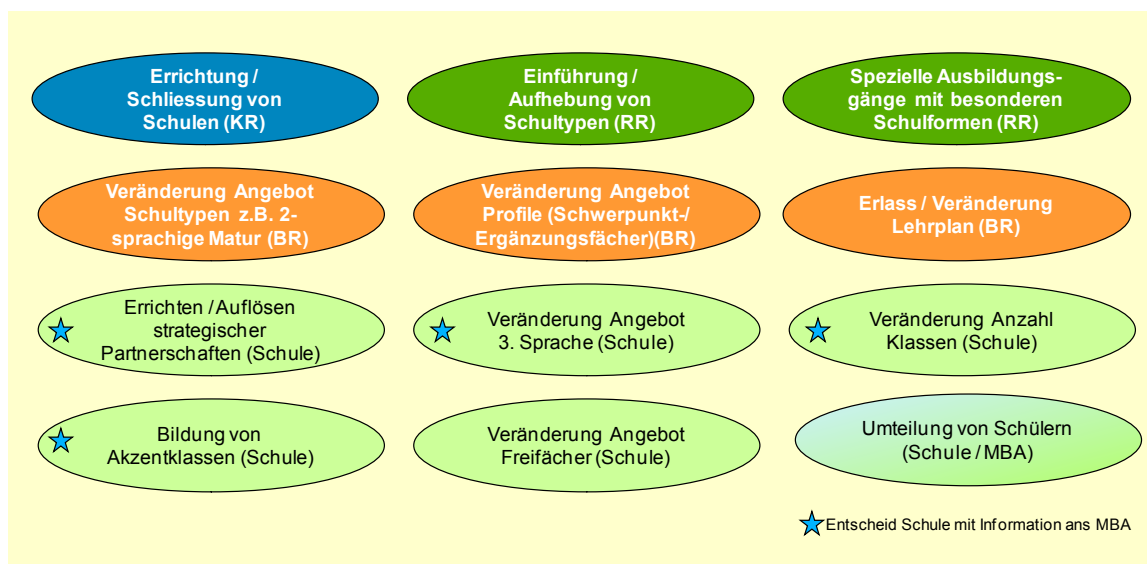 Errichtung /
Schliessung von
Schulen (KR)
Einführung /
Aufhebung von
Schultypen (RR)
Spezielle Ausbildungs-
gänge mit besonderen
Schulformen (RR)
Veränderung Angebot
Schultypen z.B. 2-
sprachige Matur (BR)
Veränderung Angebot
Profile (Schwerpunkt-/
Ergänzungsfächer)(BR)
Erlass / Veränderung
Lehrplan (BR)
Errichten / Auflösen
strategischer
Partnerschaften (Schule)
Veränderung Angebot
3. Sprache (Schule)
Veränderung Anzahl
Klassen (Schule)
Bildung von
Akzentklassen (Schule)
Veränderung Angebot
Freifächer (Schule)
Umteilung von Schülern
(Schule / MBA)
Entscheid Schule mit Information ans MBA